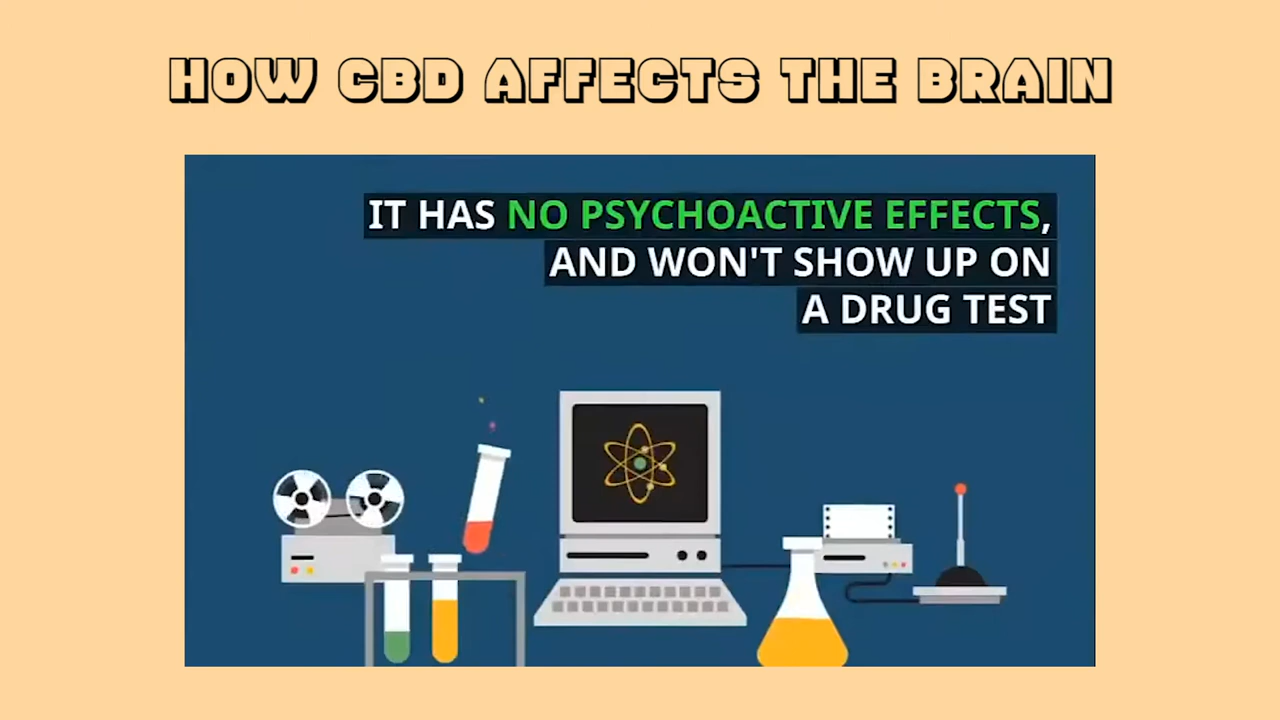 HOW CBD AFFECTS THE BRAIN
IT HAS NO PSYCHOACTIVE EFFECTS,
AND WON'T SHOW UP ON
A DRUG TEST